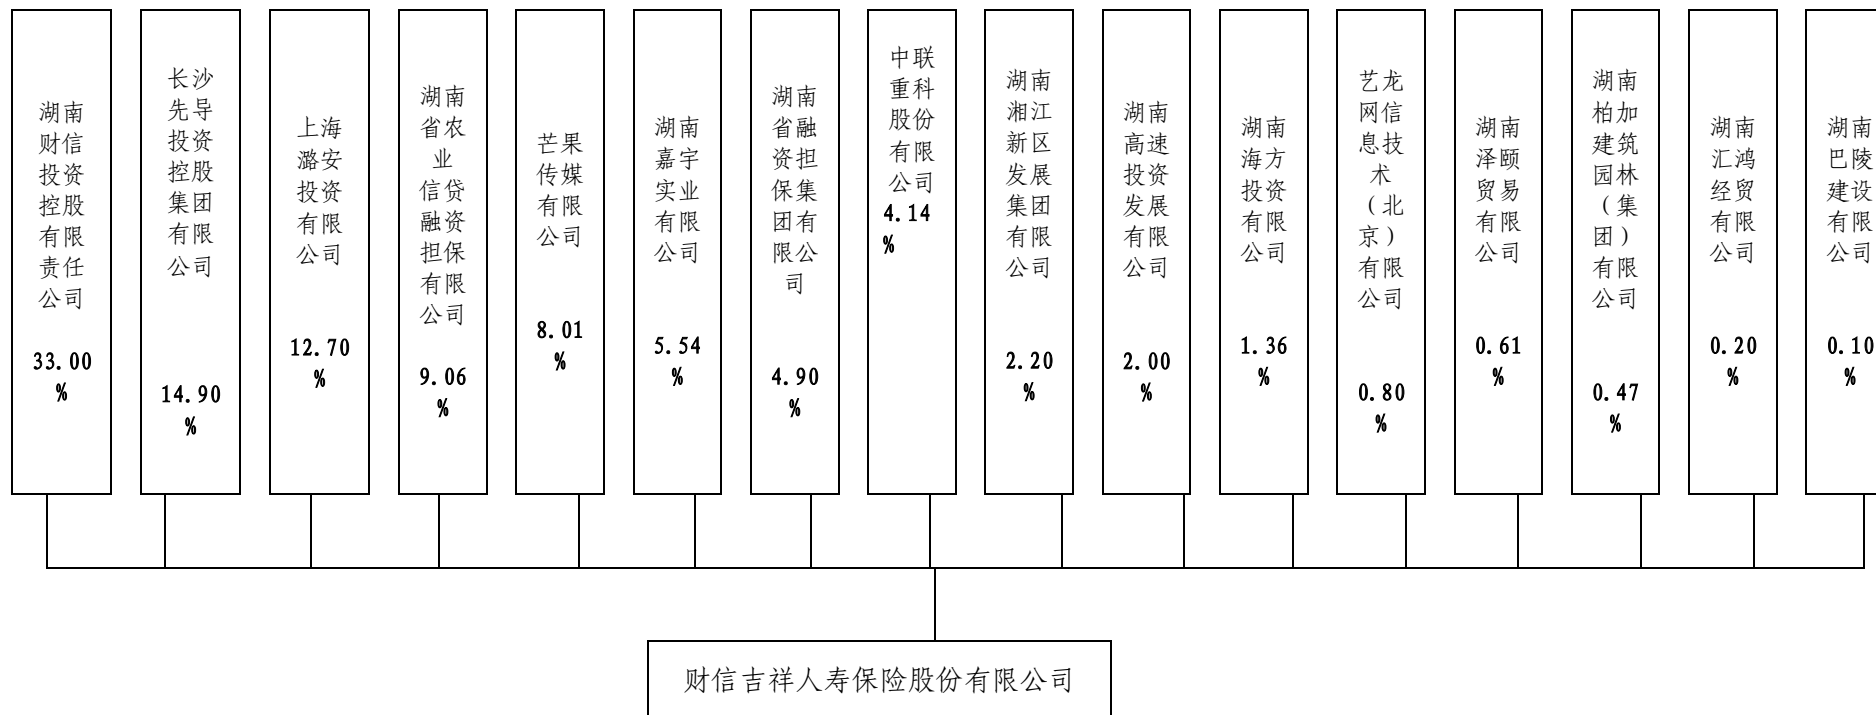 湖南
财信
投资
控股
有限
责任
公司
33.00
%
长沙
先导
投资
控股
集团
有限
公司
14.90
%
上海
潞安
投资
有限
公司
12.70
%
湖南
省农
业
信贷
融资
担保
有限
公司
9.06
%
芒果
传媒
有限
公司
8.01
%
湖南
嘉宇
实业
有限
公司
5.54
%
湖南
省融
资担
保集
团有
限公
司
4.90
%
中联
重科
股份
有限
公司
4.14
%
湖南
湘江
新区
发展
集团
有限
公司
2.20
%
湖南
高速
投资
发展
有限
公司
2.00
%
湖南
海方
投资
有限
公司
1.36
%
艺龙
网信
息技
术
（北
京）
有限
公司
0.80
%
湖南
泽颐
贸易
有限
公司
0.61
%
湖南
柏加
建筑
园林
（集
团）
有限
公司
0.47
%
湖南
汇鸿
经贸
有限
公司
0.20
%
湖南
巴陵
建设
有限
公司
0.10
%
财信吉祥人寿保险股份有限公司